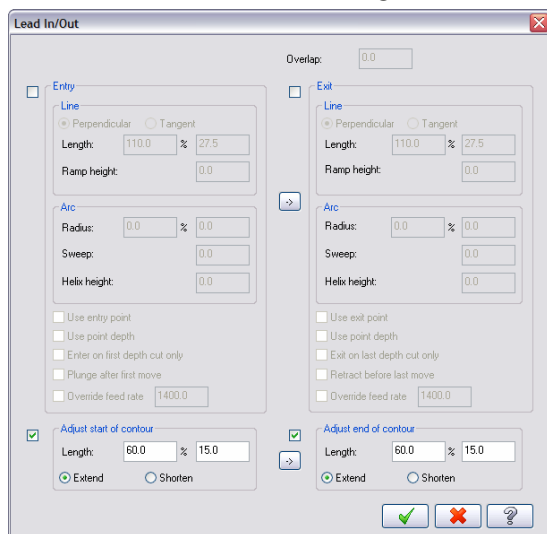 Lead In/Out
Overlap: 0.0
Entry
Line
Perpendicular Tangent
Length: 110.0 % 27.5
Ramp height: 0.0
Arc
Radius: 0.0 % 0.0
Sweep: 0.0
Helix height: 0.0
Use entry point
Use point depth
Enter on first depth cut only
Plunge after first move
Override feed rate 1400.0
Adjust start of contour
Length: 60.0 % 15.0
Extend Shorten
Exit
Line
Perpendicular Tangent
Length: 110.0 % 27.5
Ramp height: 0.0
Arc
Radius: 0.0 % 0.0
Sweep: 0.0
Helix height: 0.0
Use exit point
Use point depth
Exit on last depth cut only
Retract before last move
Override feed rate 1400.0
Adjust end of contour
Length: 60.0 % 15.0
Extend Shorten